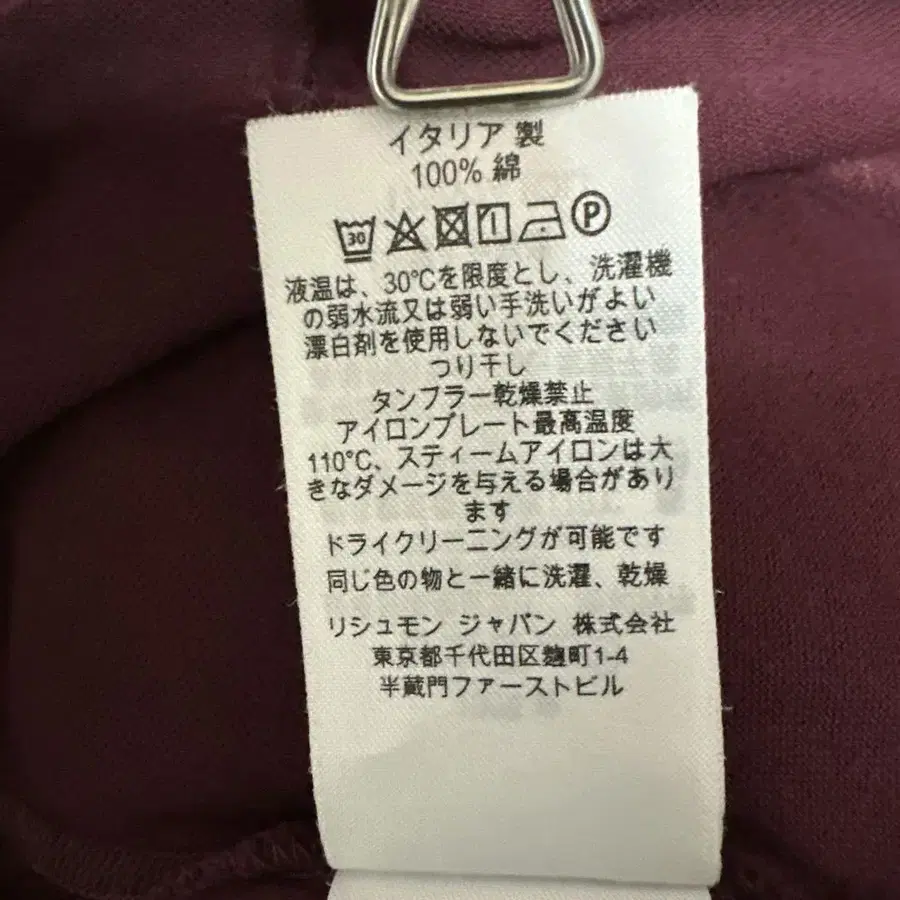 イタリア 製
100% 綿
30 P
液温は、30℃を限度とし、洗濯機
の弱水流又は弱い手洗いがよい
漂白剤を使用しないでください
つり干し
タンフラー乾燥禁止
アイロンプレート最高温度
110℃、スティームアイロンは大
きなダメージを与える場合があり
ます
ドライクリーニングが可能です
同じ色の物と一緒に洗濯、乾燥
リシュモン ジャパン 株式会社
東京都千代田区麹町1-4
半蔵門ファーストビル